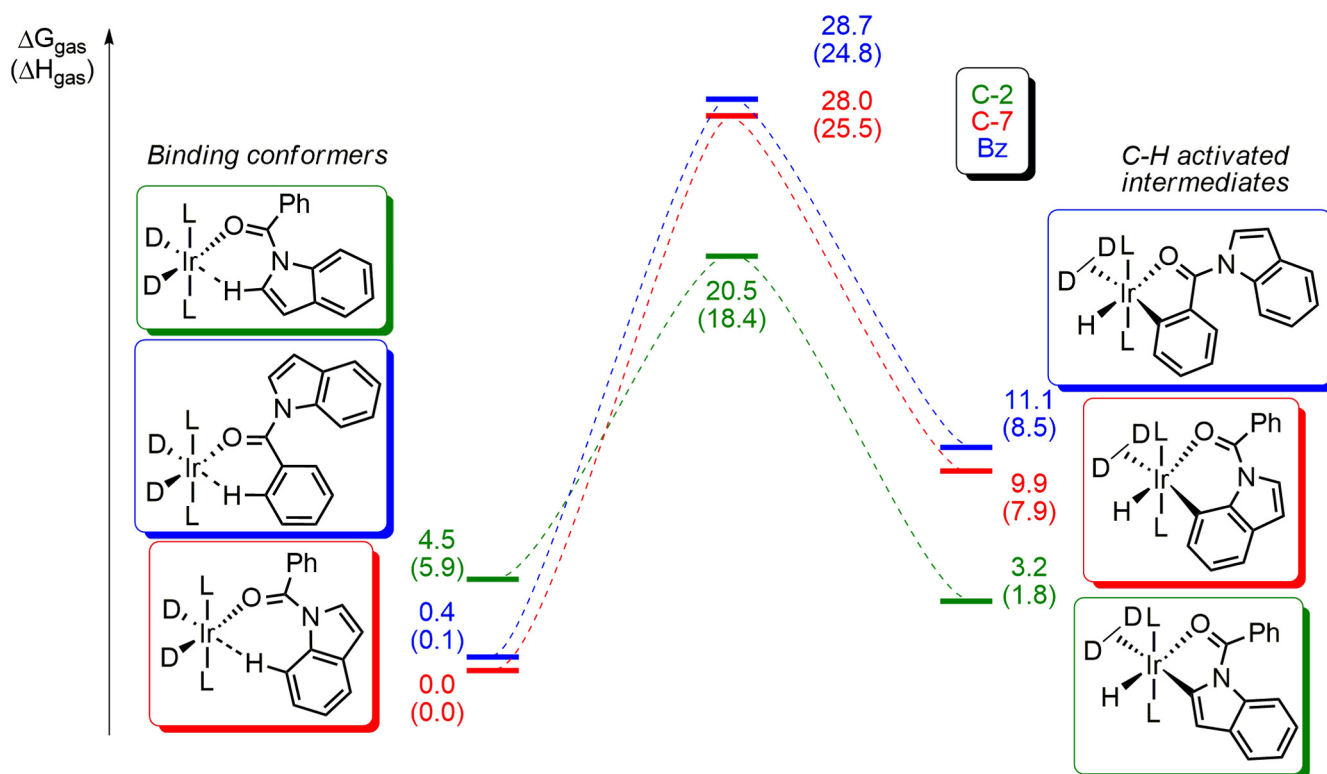 ΔGgas
(ΔHgas)
28.7
(24.8)
28.0
(25.5)
C-2
C-7
Bz
Binding conformers
C-H activated
intermediates
L
Ph
D
O
Ir
N
D
H
L
20.5
(18.4)
D
L
D
O
N
Ir
H
L
N
L
D
O
Ir
D
H
L
11.1
(8.5)
D
L
O
Ph
D
Ir
N
H
L
9.9
(7.9)
4.5
(5.9)
Ph
L
D
O
Ir
N
D
H
L
0.4
(0.1)
0.0
(0.0)
3.2
(1.8)
D
L
O
Ph
D
Ir
N
H
L